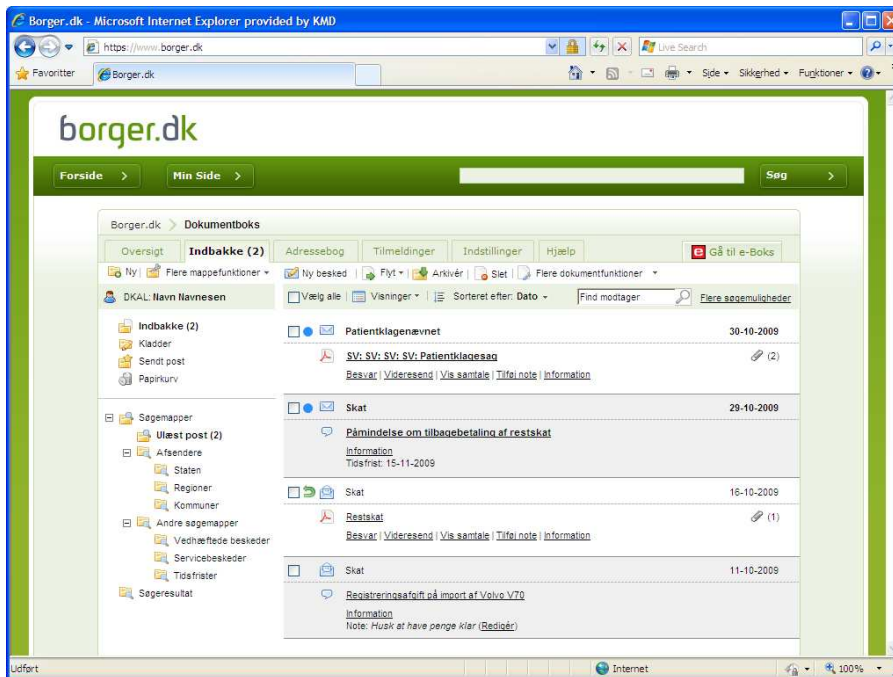 Borger.dk - Microsoft Internet Explorer provided by KMD
https://www.borger.dk
Live Search
Favoritter
Borger.dk
Side
Sikkerhed
Funktioner
borger.dk
Forside
Min Side
Søg
Borger.dk Dokumentboks
Oversigt
Indbakke (2)
Adressebog
Tilmeldinger
Indstillinger
Hjælp
e Gå til e-Boks
Ny | Flere mappefunktioner
Ny besked | Flyt | Arkivér | Slet | Flere dokumentfunktioner
DKAL: Navn Navnesen
Vælg alle | Visninger | Sorteret efter: Dato
Find modtager
Flere søgemuligheder
Indbakke (2)
Kladder
Sendt post
Papirkurv
Søgemapper
Ulæst post (2)
Afsendere
Staten
Regioner
Kommuner
Andre søgemapper
Vedhæftede beskeder
Servicebeskeder
Tidsfrister
Søgeresultat
Patientklagenævnet 30-10-2009
SV: SV: SV: SV: Patientklagesag (2)
Besvar | Videresend | Vis samtale | Tilføj note | Information
Skat 29-10-2009
Påmindelse om tilbagebetaling af restskat
Information
Tidsfrist: 15-11-2009
Skat 16-10-2009
Restskat (1)
Besvar | Videresend | Vis samtale | Tilføj note | Information
Skat 11-10-2009
Registreringsafgift på import af Volvo V70
Information
Note: Husk at have penge klar (Redigér)
Udført
Internet
100%